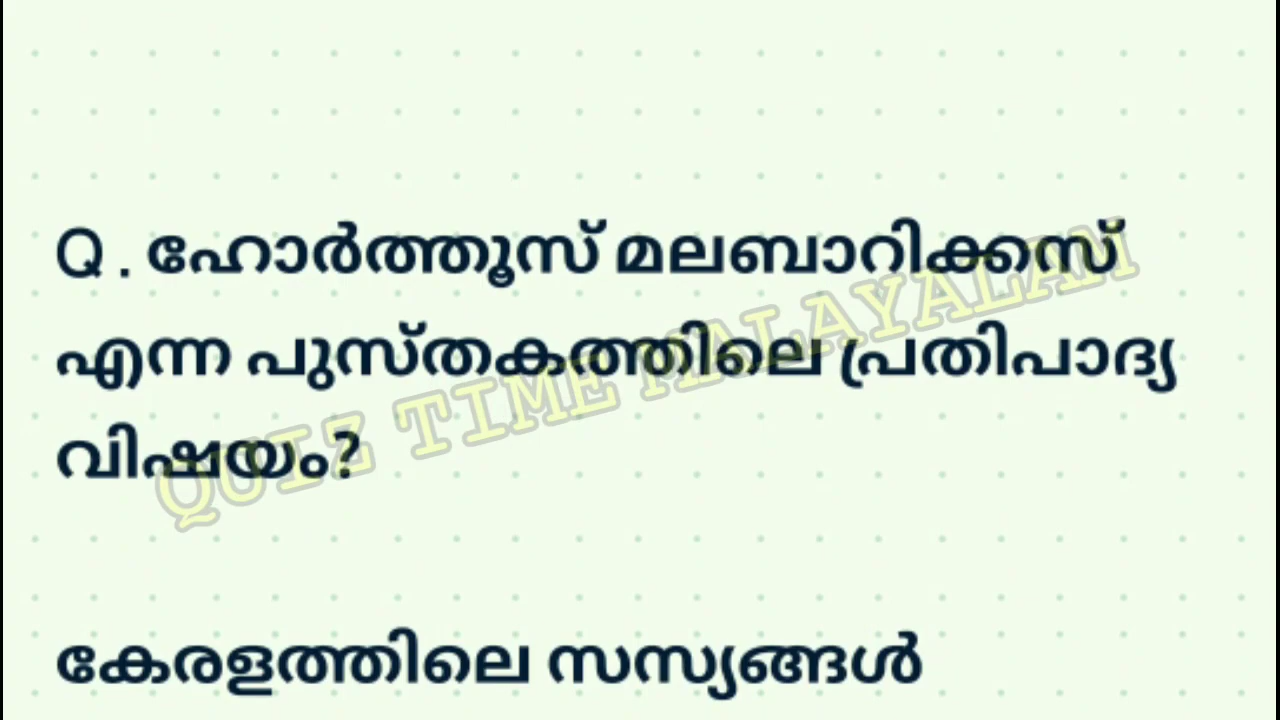 Q . ഹോർത്തൂസ് മലബാറിക്കസ്
എന്ന പുസ്തകത്തിലെ പ്രതിപാദ്യ
വിഷയം?
QUIZ TIME MALAYALAM
കേരളത്തിലെ സസ്യങ്ങൾ